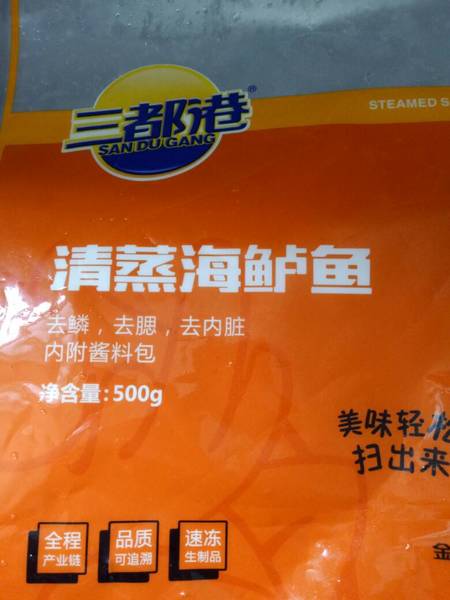 三都港®
SAN DU GANG
STEAMED S
清蒸海鲈鱼
去鳞，去腮，去内脏
内附酱料包
净含量：500g
美味轻松
扫出来
全程
产业链
品质
可追溯
速冻
生制品
金